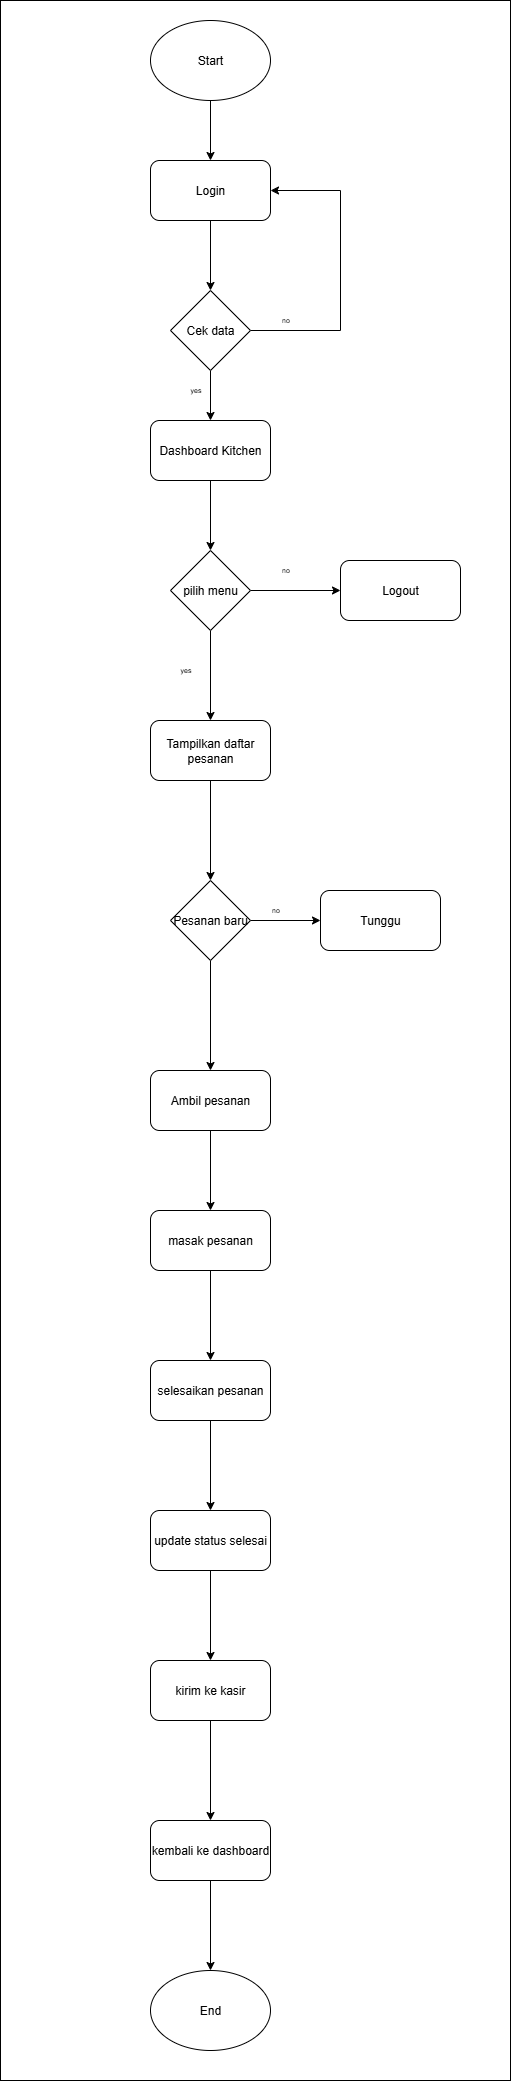 Start
Login
Cek data
no
yes
Dashboard Kitchen
pilih menu
no
Logout
yes
Tampilkan daftar
pesanan
Pesanan baru
no
Tunggu
Ambil pesanan
masak pesanan
selesaikan pesanan
update status selesai
kirim ke kasir
kembali ke dashboard
End